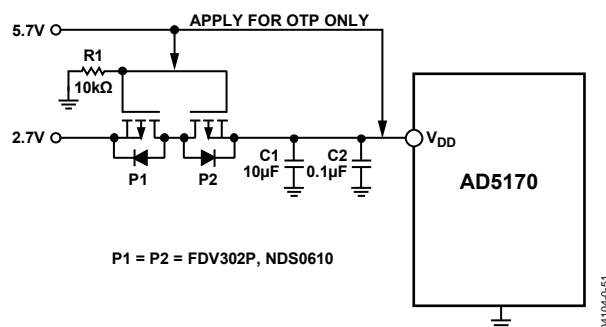 5.7V
APPLY FOR OTP ONLY
R1
10kΩ
2.7V
P1
P2
C1
10µF
C2
0.1µF
VDD
AD5170
P1 = P2 = FDV302P, NDS0610